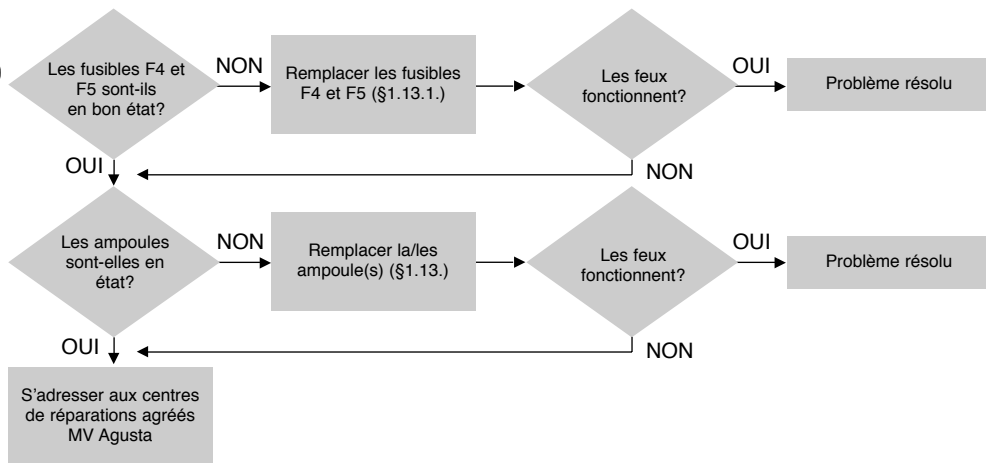 )
Les fusibles F4 et
F5 sont-ils
en bon état?
NON
Remplacer les fusibles
F4 et F5 (§1.13.1.)
Les feux
fonctionnent?
OUI
Problème résolu
OUI
NON
Les ampoules
sont-elles en
état?
NON
Remplacer la/les
ampoule(s) (§1.13.)
Les feux
fonctionnent?
OUI
Problème résolu
OUI
NON
S'adresser aux centres
de réparations agréés
MV Agusta